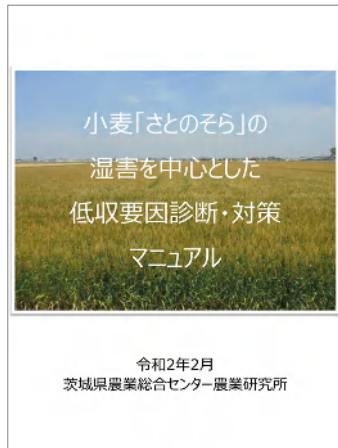 小麦「さとのそら」の
湿害を中心とした
低収要因診断・対策
マニュアル
令和2年2月
茨城県農業総合センター農業研究所